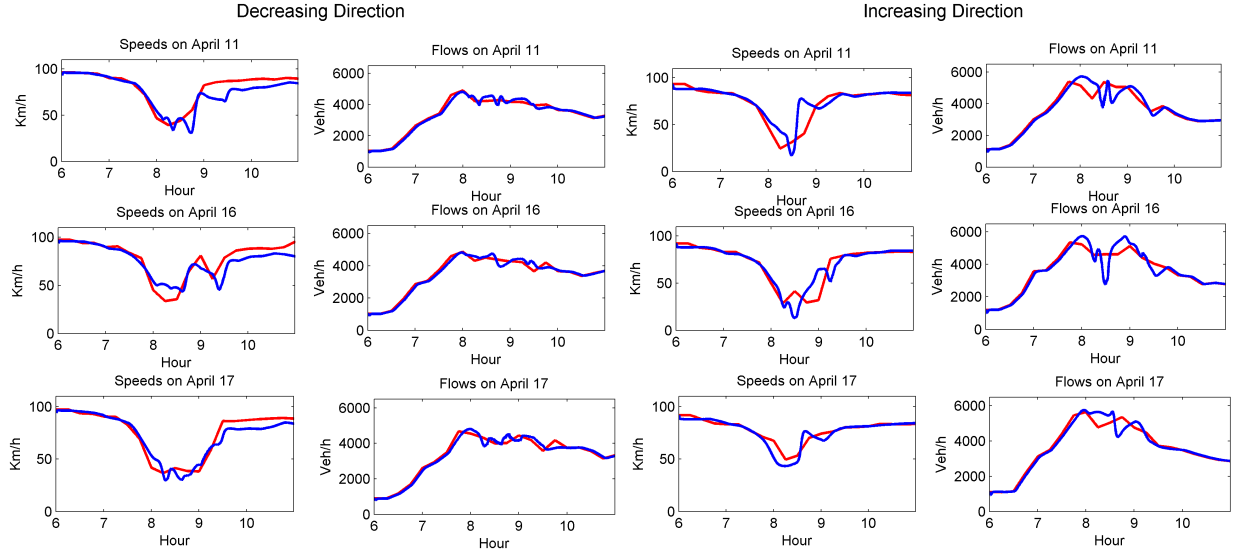 Decreasing Direction
Increasing Direction
Speeds on April 11
Flows on April 11
Speeds on April 11
Flows on April 11
100
50
0
Km/h
6 7 8 9 10
Hour
6000
4000
2000
0
Veh/h
6 7 8 9 10
Hour
100
50
0
Km/h
6 7 8 9 10
Hour
6000
4000
2000
0
Veh/h
6 7 8 9 10
Hour
Speeds on April 16
Flows on April 16
Speeds on April 16
Flows on April 16
100
50
0
Km/h
6 7 8 9 10
Hour
6000
4000
2000
0
Veh/h
6 7 8 9 10
Hour
100
50
0
Km/h
6 7 8 9 10
Hour
6000
4000
2000
0
Veh/h
6 7 8 9 10
Hour
Speeds on April 17
Flows on April 17
Speeds on April 17
Flows on April 17
100
50
0
Km/h
6 7 8 9 10
Hour
6000
4000
2000
0
Veh/h
6 7 8 9 10
Hour
100
50
0
Km/h
6 7 8 9 10
Hour
6000
4000
2000
0
Veh/h
6 7 8 9 10
Hour